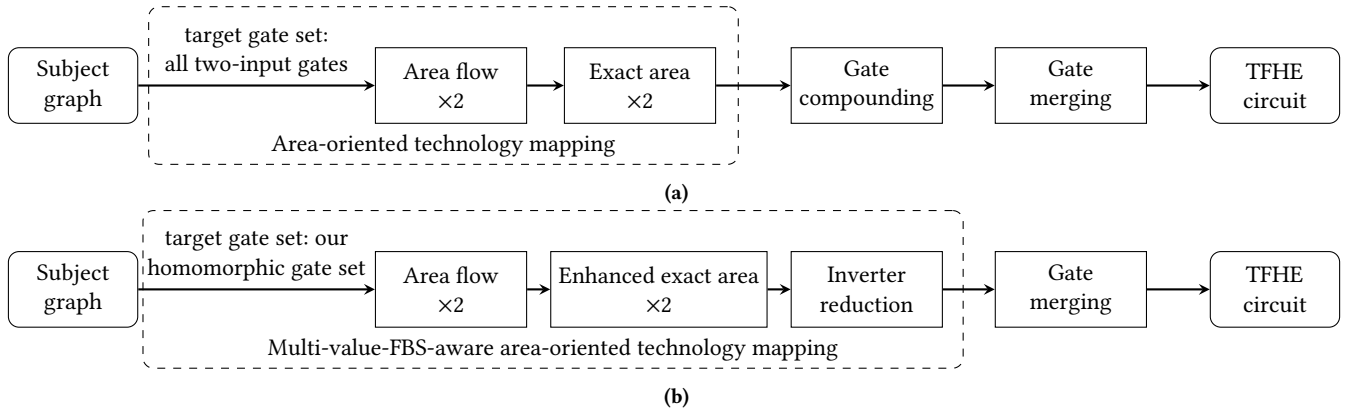 Subject
graph
target gate set:
all two-input gates
Area flow
×2
Exact area
×2
Area-oriented technology mapping
Gate
compounding
Gate
merging
TFHE
circuit
(a)
Subject
graph
target gate set: our
homomorphic gate set
Area flow
×2
Enhanced exact area
×2
Inverter
reduction
Multi-value-FBS-aware area-oriented technology mapping
Gate
merging
TFHE
circuit
(b)